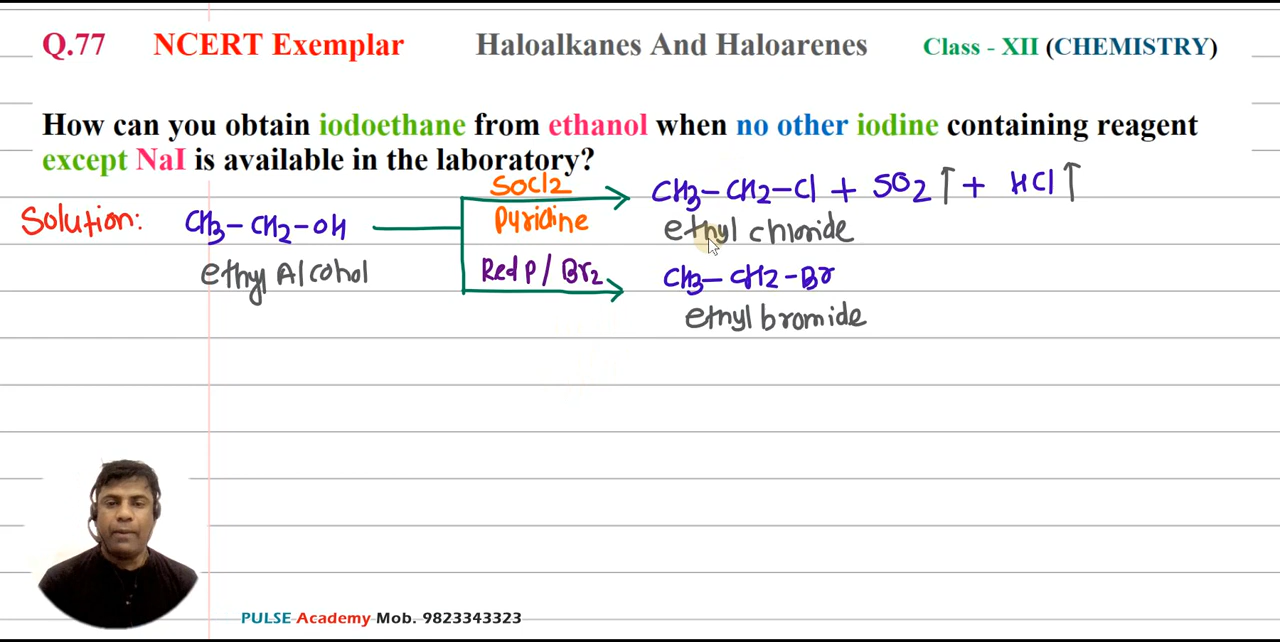 Q.77 NCERT Exemplar Haloalkanes And Haloarenes Class - XII (CHEMISTRY)
How can you obtain iodoethane from ethanol when no other iodine containing reagent
except NaI is available in the laboratory?
Solution: CH3-CH2-OH
ethyl Alcohol
SOCl2
Pyridine
CH3-CH2-Cl + SO2↑ + HCl↑
ethyl chloride
Red P / Br2
CH3-CH2-Br
ethyl bromide
PULSE Academy Mob. 9823343323